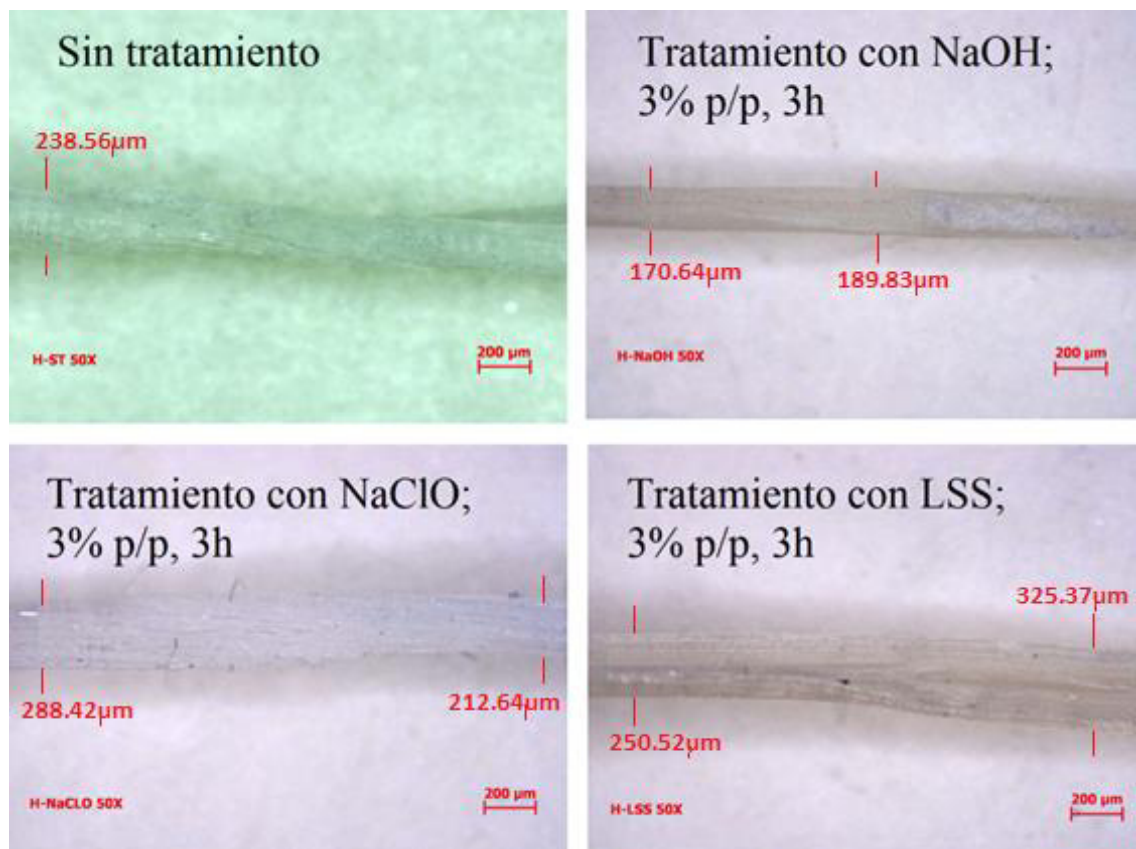 Sin tratamiento
238.56µm
H-ST 50X
200 µm
Tratamiento con NaOH;
3% p/p, 3h
170.64µm
189.83µm
H-NaOH 50X
200 µm
Tratamiento con NaClO;
3% p/p, 3h
288.42µm
212.64µm
H-NaCLO 50X
200 µm
Tratamiento con LSS;
3% p/p, 3h
325.37µm
250.52µm
H-LSS 50X
200 µm